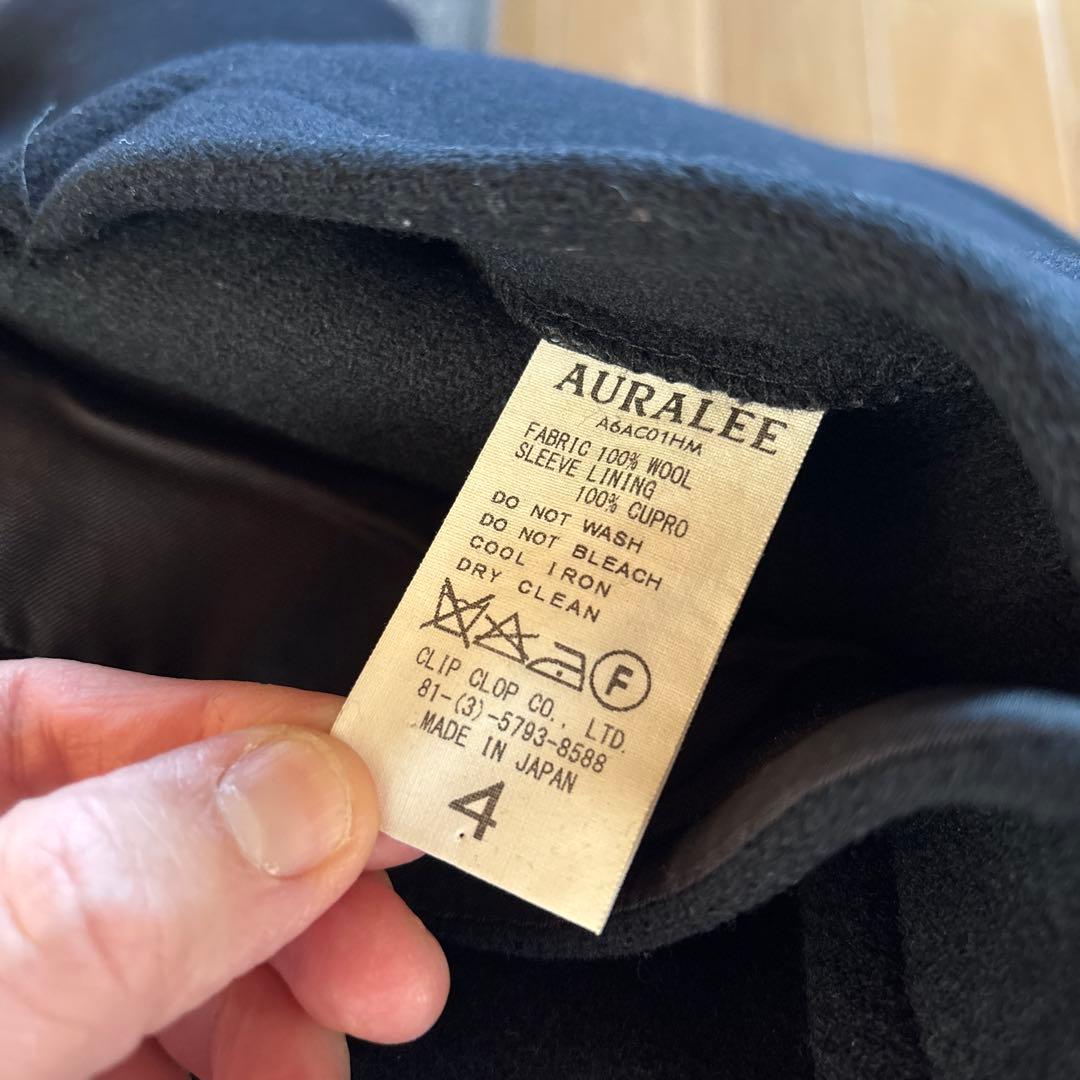 AURALEE
A6AC01HM
FABRIC 100% WOOL
SLEEVE LINING
100% CUPRO
DO NOT WASH
DO NOT BLEACH
COOL IRON
DRY CLEAN
F
CLIP CLOP CO., LTD.
81-(3)-5793-8588
MADE IN JAPAN
4